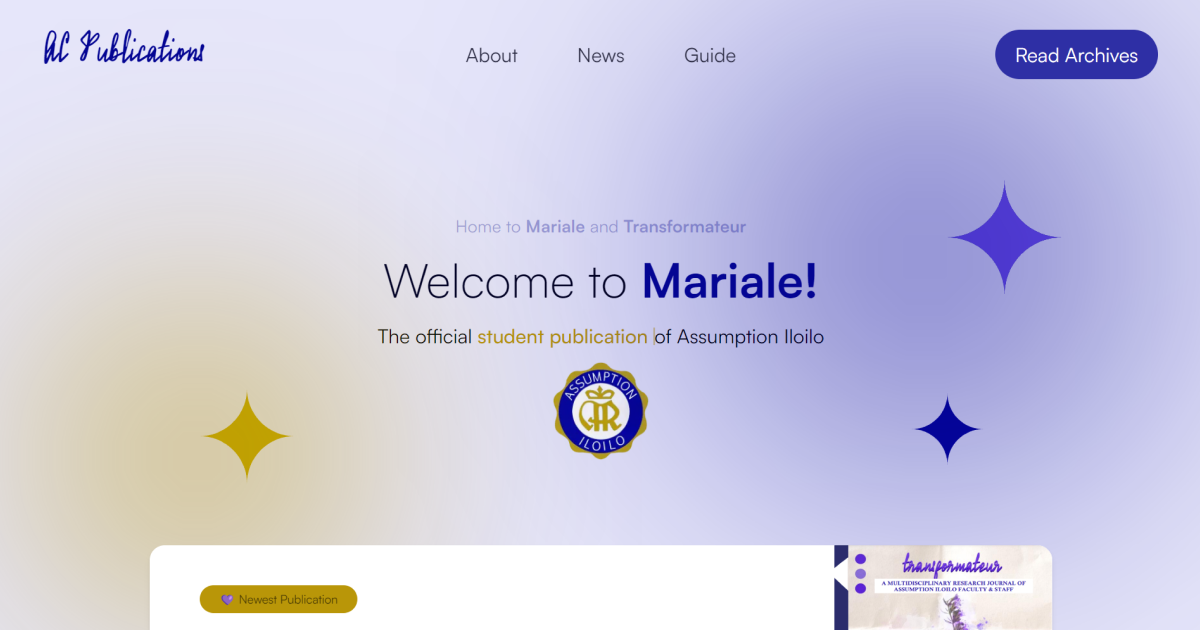 AC Publications
About
News
Guide
Read Archives
Home to Mariale and Transformateur
Welcome to Mariale!
The official student publication of Assumption Iloilo
ASSUMPTION
ILOILO
Newest Publication
transformateur
A MULTIDISCIPLINARY RESEARCH JOURNAL OF
ASSUMPTION ILOILO FACULTY & STAFF